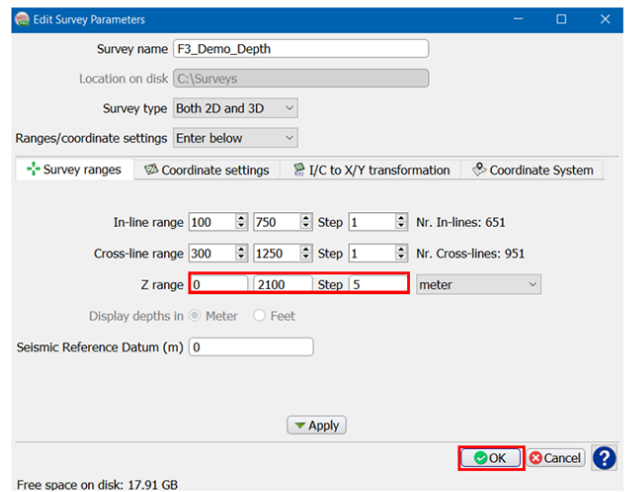 Edit Survey Parameters
Survey name F3_Demo_Depth
Location on disk C:\Surveys
Survey type Both 2D and 3D
Ranges/coordinate settings Enter below
Survey ranges Coordinate settings I/C to X/Y transformation Coordinate System
In-line range 100 750 Step 1 Nr. In-lines: 651
Cross-line range 300 1250 Step 1 Nr. Cross-lines: 951
Z range 0 2100 Step 5 meter
Display depths in Meter Feet
Seismic Reference Datum (m) 0
Apply
OK Cancel ?
Free space on disk: 17.91 GB